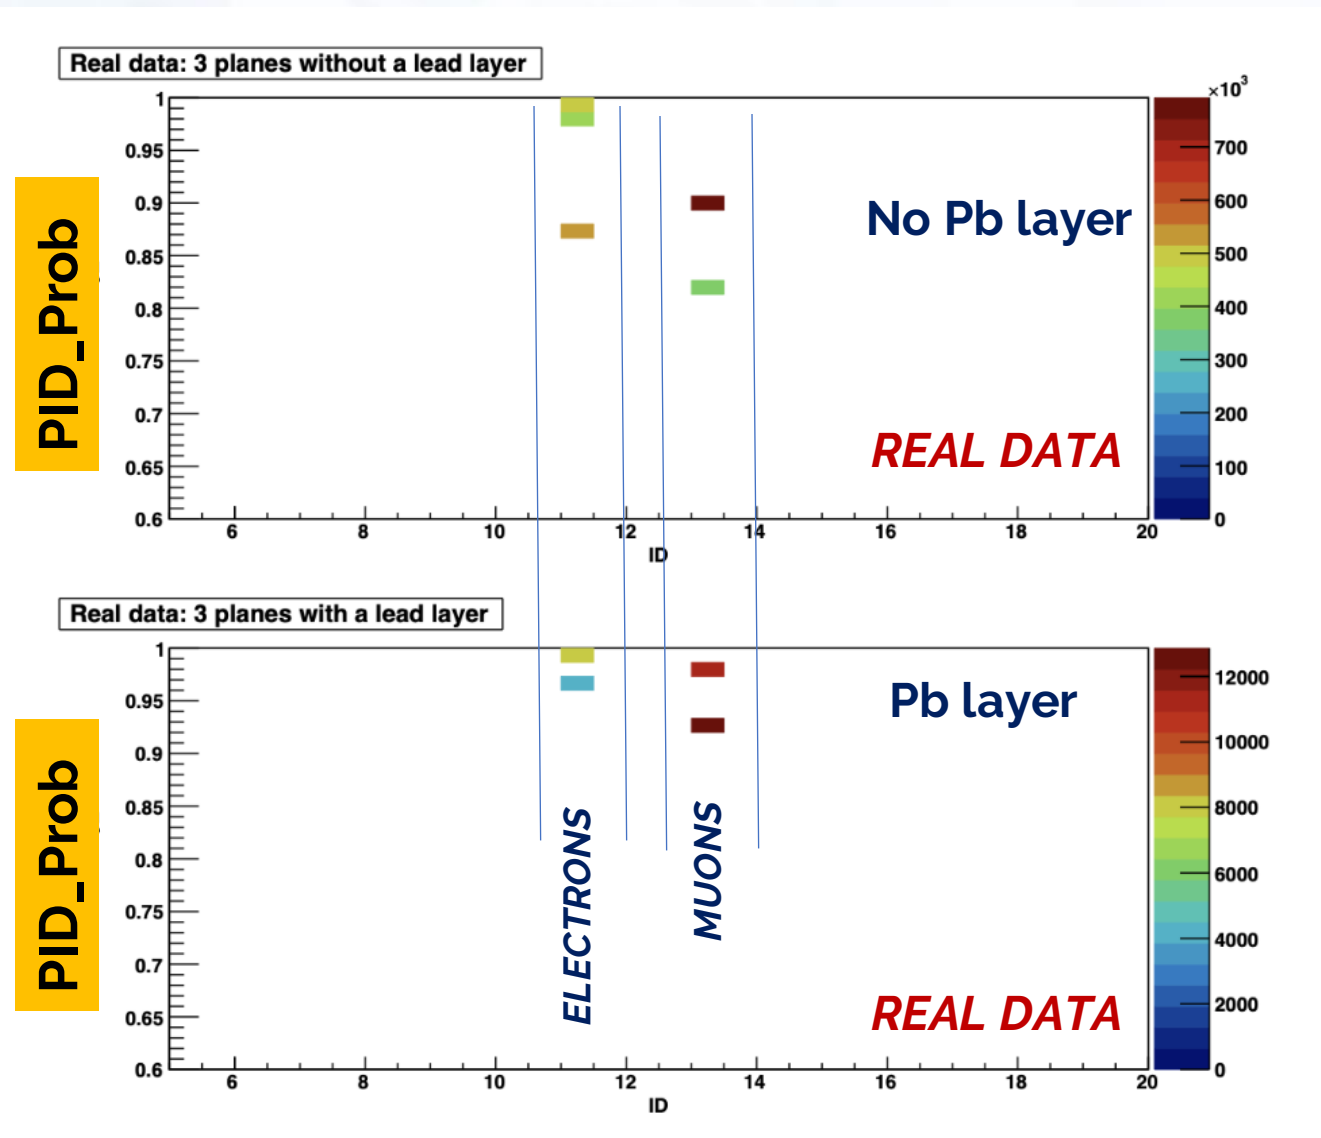 Real data: 3 planes without a lead layer
×10³
PID_Prob
1
0.95
0.9
0.85
0.8
0.75
0.7
0.65
0.6
No Pb layer
REAL DATA
700
600
500
400
300
200
100
0
6 8 10 12 14 16 18 20
ID
Real data: 3 planes with a lead layer
PID_Prob
1
0.95
0.9
0.85
0.8
0.75
0.7
0.65
0.6
Pb layer
ELECTRONS
MUONS
REAL DATA
12000
10000
8000
6000
4000
2000
0
6 8 10 12 14 16 18 20
ID